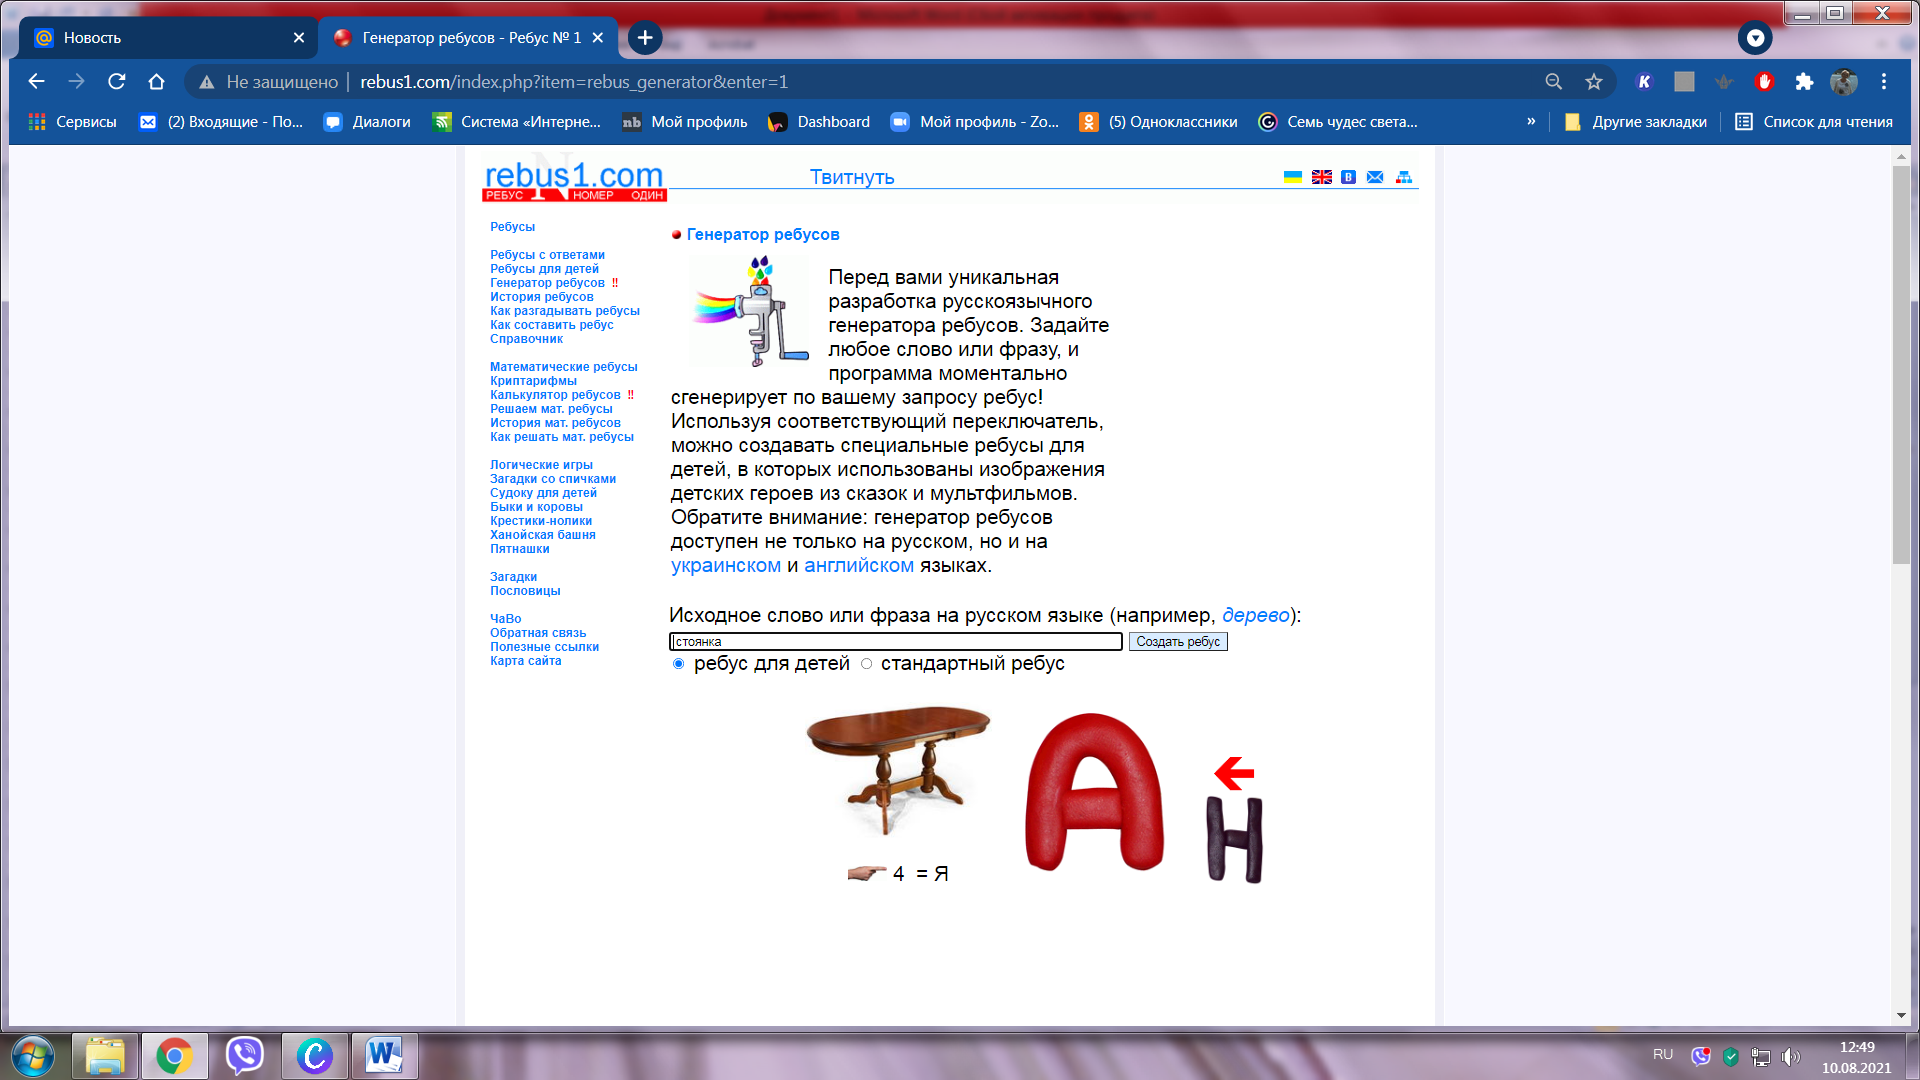 Новость
Генератор ребусов - Ребус № 1
Не защищено | rebus1.com/index.php?item=rebus_generator&enter=1
Сервисы
(2) Входящие - По...
Диалоги
Система «Интерне...
Мой профиль
Dashboard
Мой профиль - Zo...
(5) Одноклассники
Семь чудес света...
»
Другие закладки
Список для чтения
rebus1.com
РЕБУС N НОМЕР ОДИН
Твитнуть
Ребусы
Ребусы с ответами
Ребусы для детей
Генератор ребусов !!
История ребусов
Как разгадывать ребусы
Как составить ребус
Справочник
Математические ребусы
Криптарифмы
Калькулятор ребусов !!
Решаем мат. ребусы
История мат. ребусов
Как решать мат. ребусы
Логические игры
Загадки со спичками
Судоку для детей
Быки и коровы
Крестики-нолики
Ханойская башня
Пятнашки
Загадки
Пословицы
ЧаВо
Обратная связь
Полезные ссылки
Карта сайта
Генератор ребусов
Перед вами уникальная
разработка русскоязычного
генератора ребусов. Задайте
любое слово или фразу, и
программа моментально
сгенерирует по вашему запросу ребус!
Используя соответствующий переключатель,
можно создавать специальные ребусы для
детей, в которых использованы изображения
детских героев из сказок и мультфильмов.
Обратите внимание: генератор ребусов
доступен не только на русском, но и на
украинском и английском языках.
Исходное слово или фраза на русском языке (например, дерево):
стоянка
Создать ребус
ребус для детей стандартный ребус
А
Н
4 = Я
RU
12:49
10.08.2021